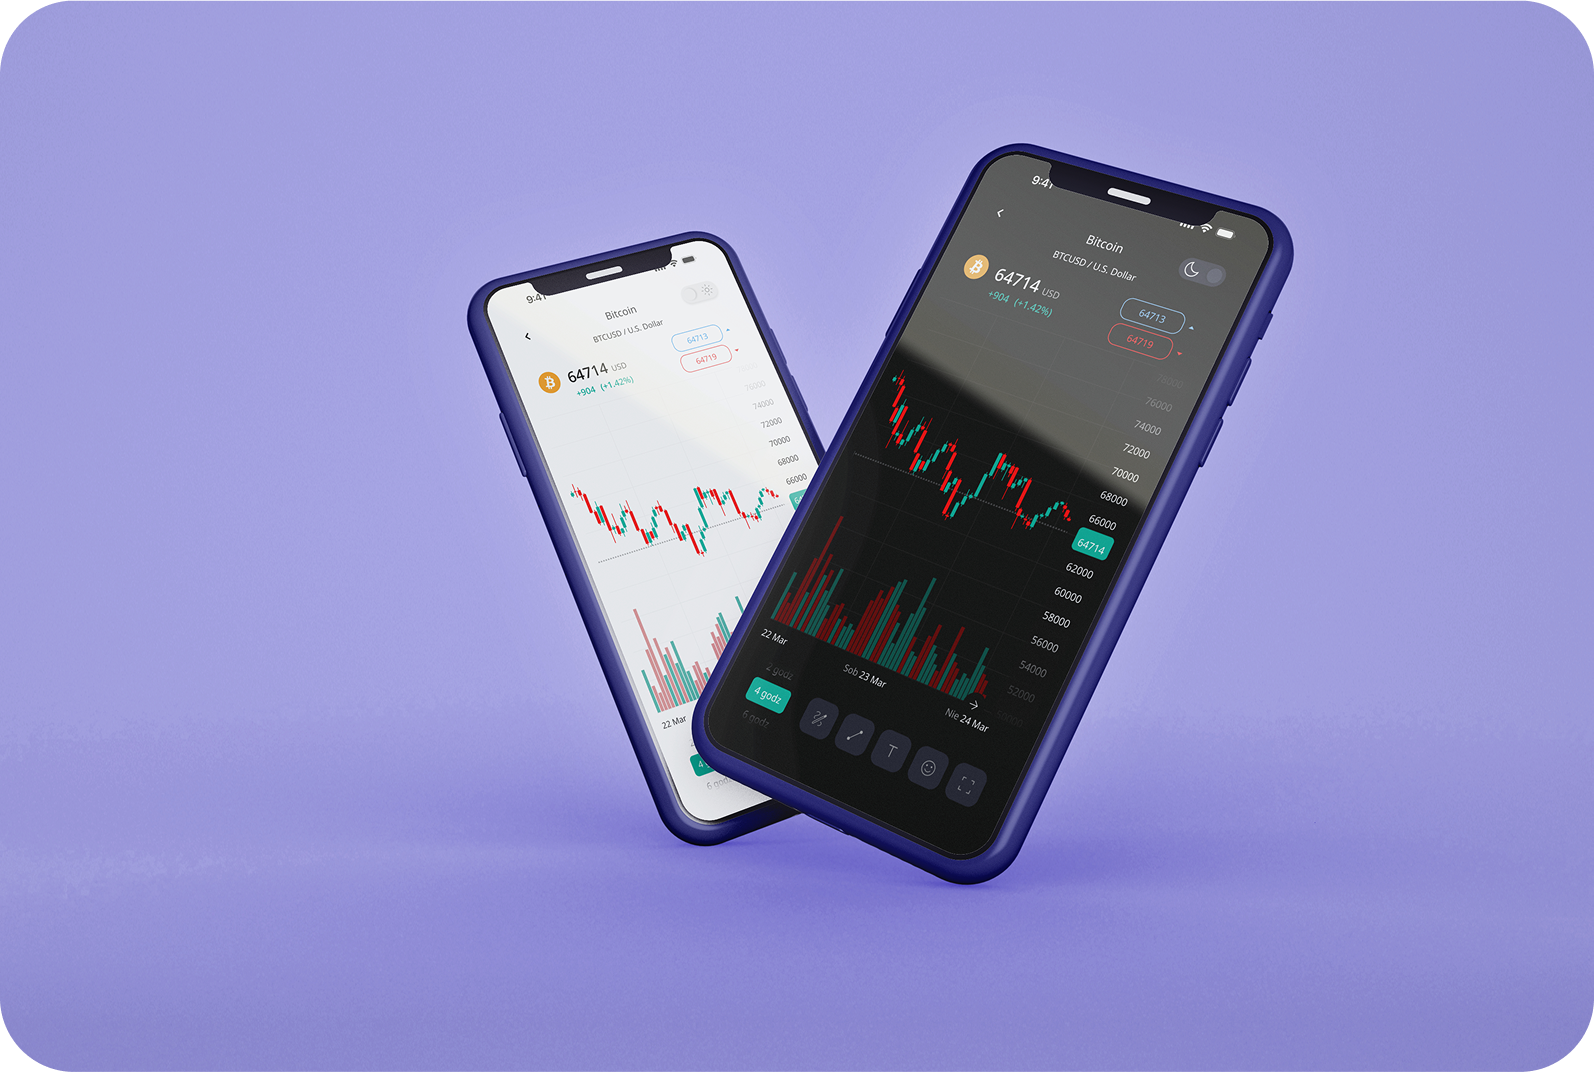 9:41
Bitcoin
BTCUSD / U.S. Dollar
64714 USD
+904 (+1.42%)
64713
64719
76000
74000
72000
70000
68000
66000
22 Mar
4
6 godz
9:41
Bitcoin
BTCUSD / U.S. Dollar
64714 USD
+904 (+1.42%)
64713
64719
78000
76000
74000
72000
70000
68000
66000
64714
62000
60000
58000
56000
54000
52000
50000
22 Mar
Sob 23 Mar
Nie 24 Mar
2 godz
4 godz
6 godz
T